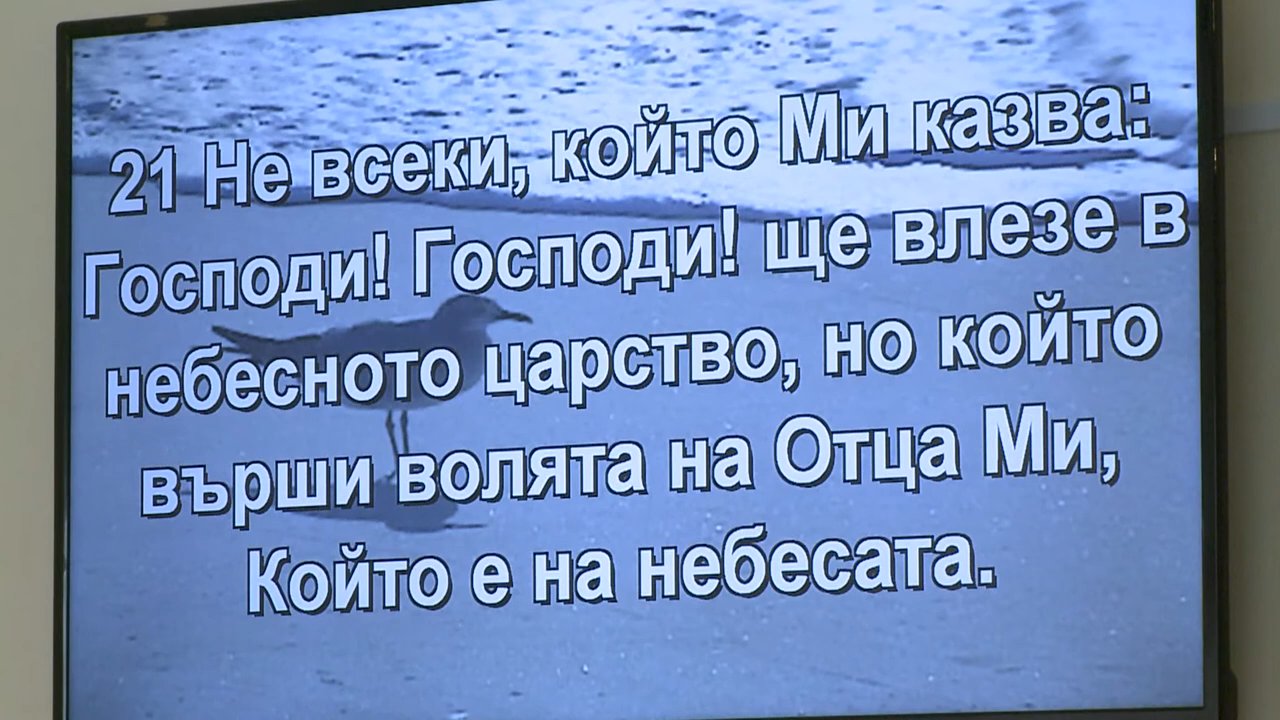 21 Не всеки, който Ми казва:
Господи! Господи! ще влезе в
небесното царство, но който
върши волята на Отца Ми,
Който е на небесата.